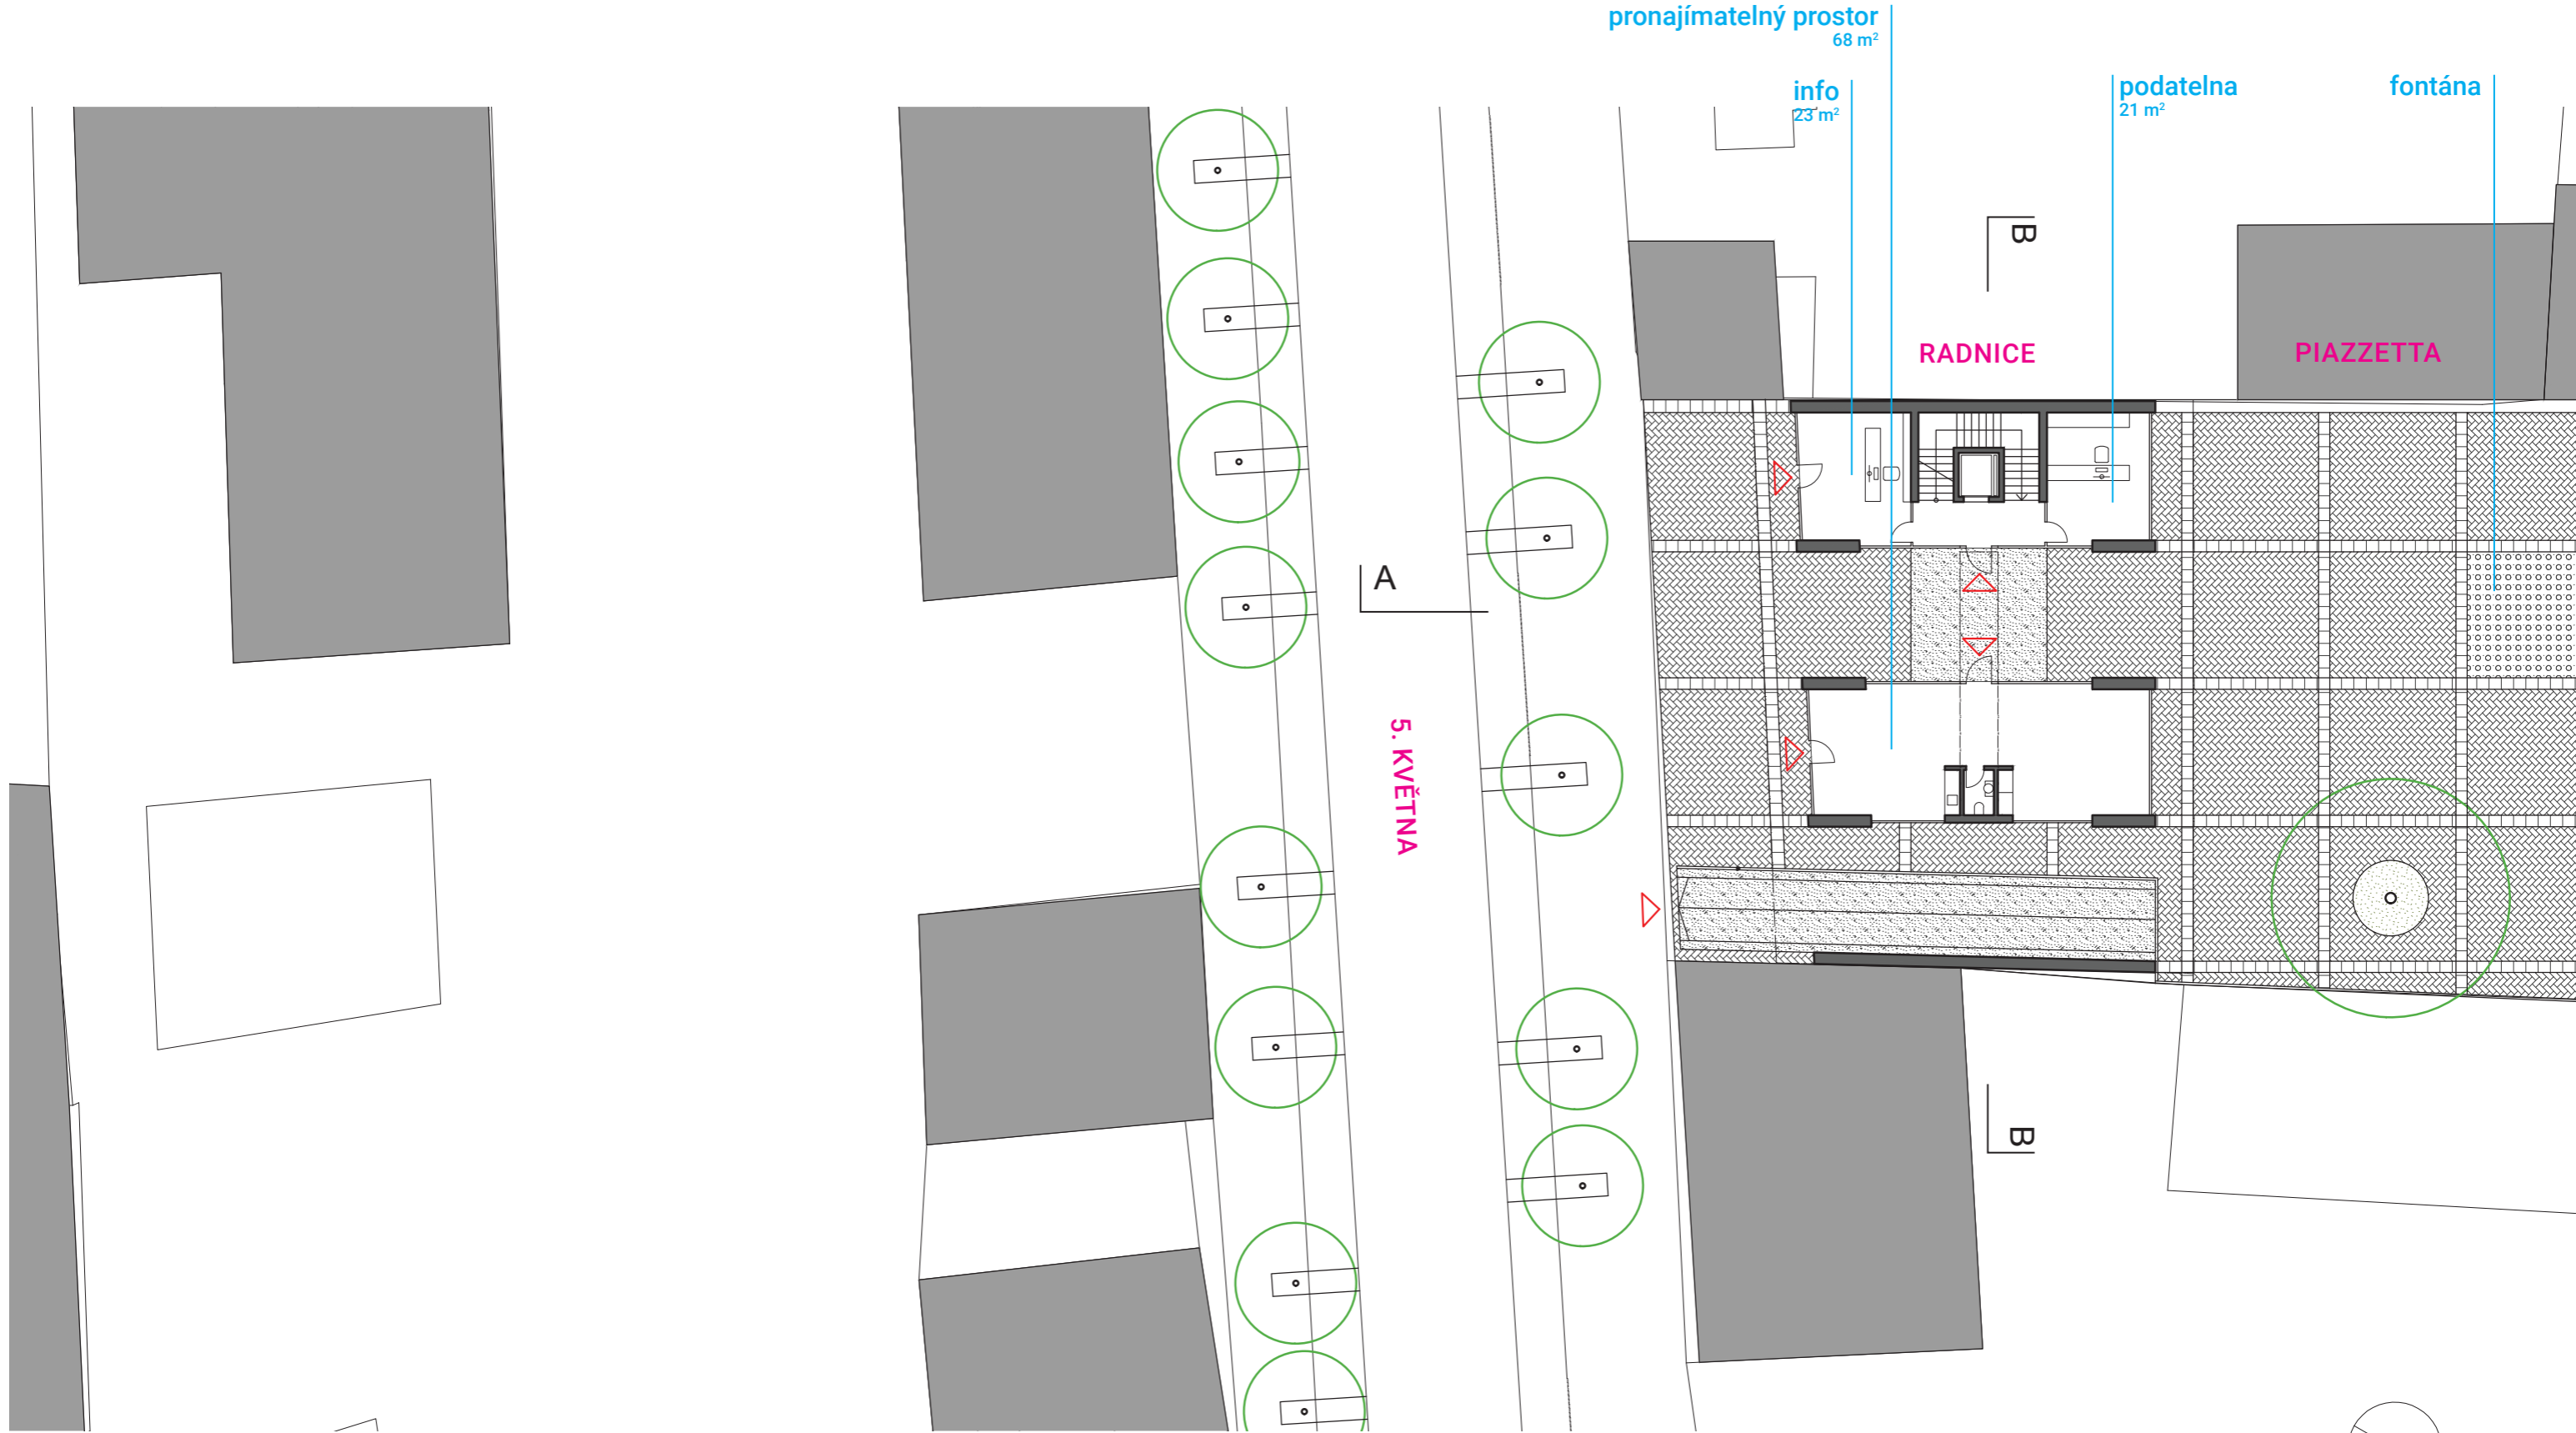 pronajímatelný prostor
68 m²
info
23 m²
podatelna
21 m²
fontána
B
RADNICE
PIAZZETTA
A
5. KVĚTNA
B